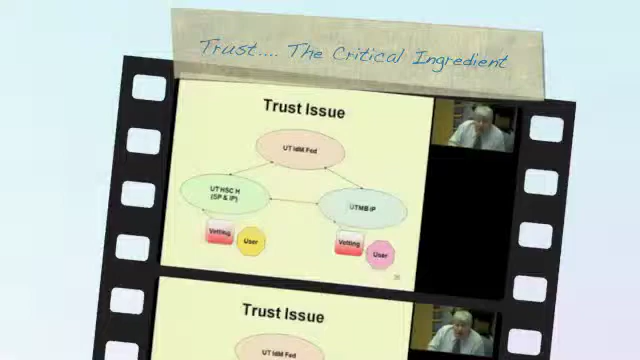 Trust.... The Critical Ingredient
Trust Issue
UT IdM Fed
UT HSC H
(SP & IP)
UTMB IP
Vetting
User
Vetting
User
Trust Issue
UT IdM Fed